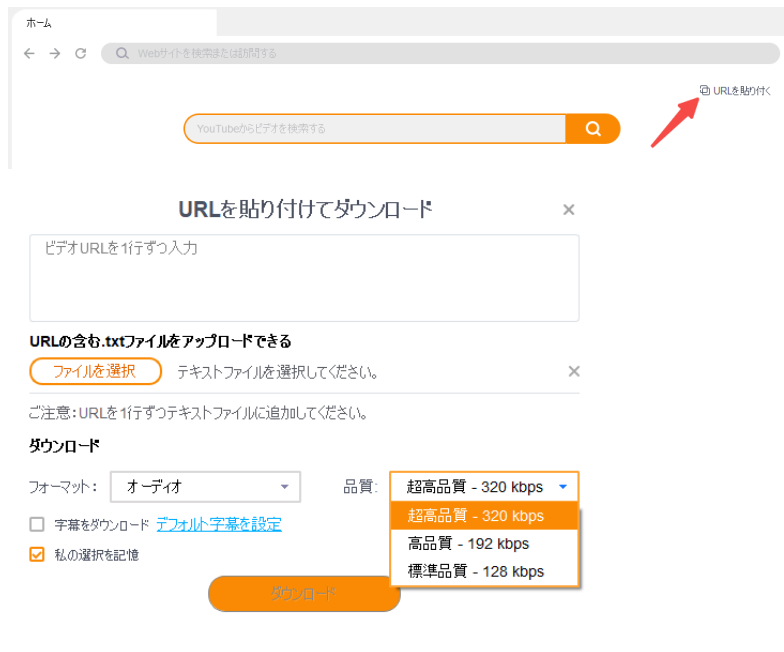 ホーム
Webサイトを検索または訪問する
URLを貼り付く
YouTubeからビデオを検索する
URLを貼り付けてダウンロード
ビデオURLを1行ずつ入力
URLの含む.txtファイルをアップロードできる
ファイルを選択 テキストファイルを選択してください。
ご注意：URLを1行ずつテキストファイルに追加してください。
ダウンロード
フォーマット： オーディオ 品質: 超高品質 - 320 kbps
超高品質 - 320 kbps
字幕をダウンロード デフォルト字幕を設定
高品質 - 192 kbps
私の選択を記憶
標準品質 - 128 kbps
ダウンロード